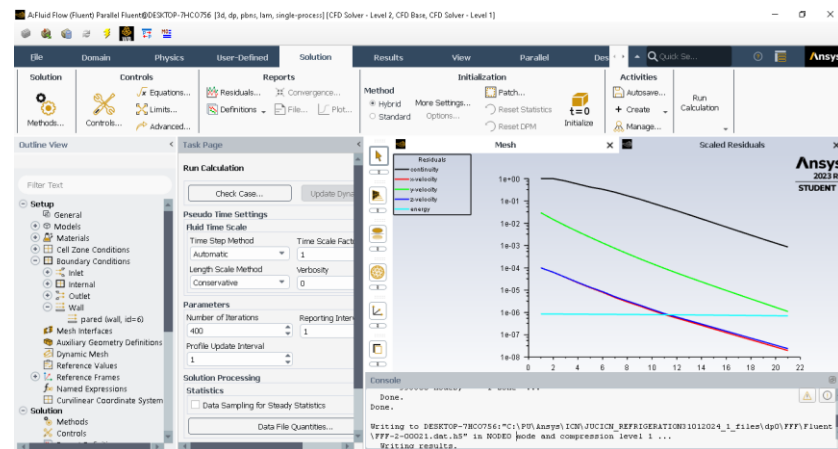 A:Fluid Flow (Fluent) Parallel Fluent@DESKTOP-7HCO756 [3d, dp, pbns, lam, single-process] [CFD Solver - Level 2, CFD Base, CFD Solver - Level 1]
File Domain Physics User-Defined Solution Results View Parallel Des Quick Se... Ansys
Solution Controls Reports Initialization Activities
Methods... Controls... Equations... Limits... Advanced...
Residuals... Convergence... Definitions File... Plot...
Method Hybrid Standard More Settings... Options... Patch... Reset Statistics Reset DPM t=0 Initialize
Autosave... Create Manage... Run Calculation
Outline View
Filter Text
Setup
General
Models
Materials
Cell Zone Conditions
Boundary Conditions
Inlet
Internal
Outlet
Wall
pared (wall, id=6)
Mesh Interfaces
Auxiliary Geometry Definitions
Dynamic Mesh
Reference Values
Reference Frames
Named Expressions
Curvilinear Coordinate System
Solution
Methods
Controls
Task Page
Run Calculation
Check Case... Update Dyna
Pseudo Time Settings
Fluid Time Scale
Time Step Method Time Scale Fact
Automatic 1
Length Scale Method Verbosity
Conservative 0
Parameters
Number of Iterations Reporting Inter
400 1
Profile Update Interval
1
Solution Processing
Statistics
Data Sampling for Steady Statistics
Data File Quantities...
Mesh Scaled Residuals
Residuals
continuity
x-velocity
y-velocity
z-velocity
energy
Ansys
2023 R
STUDENT
1e+00
1e-01
1e-02
1e-03
1e-04
1e-05
1e-06
1e-07
1e-08
0 2 4 6 8 10 12 14 16 18 20 22
Console
Done.
Done.
Writing to DESKTOP-7HCO756:"C:\PU\Ansys\ICN\JUCICN_REFRIGERATION31012024_1_files\dp0\FFF\Fluent
\FFF-2-00021.dat.h5" in NODE0 mode and compression level 1 ...
Writing results.